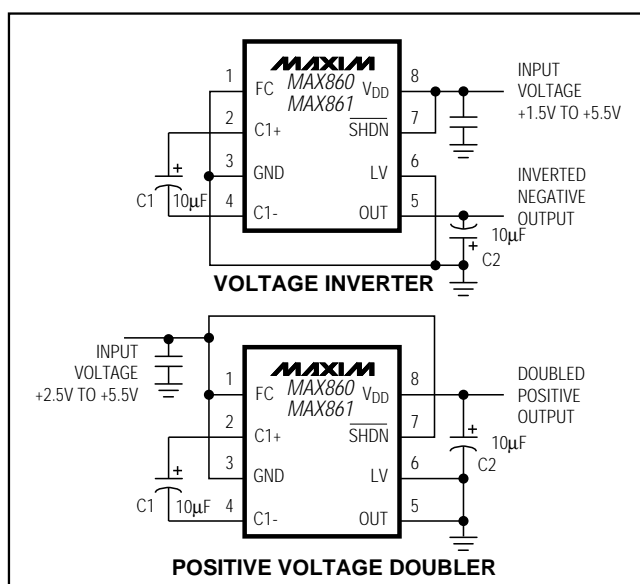 MAXIM
MAX860
MAX861
1 FC
2 C1+
3 GND
4 C1-
VDD 8
SHDN 7
LV 6
OUT 5
C1 10µF +
INPUT
VOLTAGE
+1.5V TO +5.5V
INVERTED
NEGATIVE
OUTPUT
10µF
+ C2
VOLTAGE INVERTER
INPUT
VOLTAGE
+2.5V TO +5.5V
MAXIM
MAX860
MAX861
1 FC
2 C1+
3 GND
4 C1-
VDD 8
SHDN 7
LV 6
OUT 5
C1 10µF +
DOUBLED
POSITIVE
OUTPUT
+ 10µF
C2
POSITIVE VOLTAGE DOUBLER